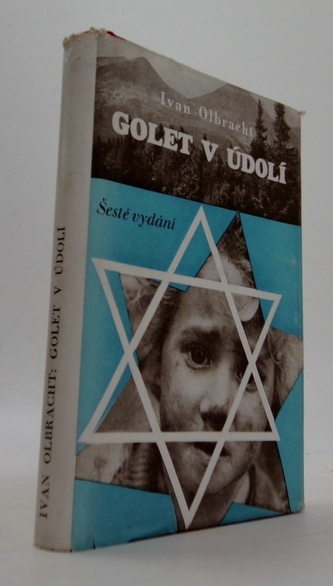 Ivan Olbracht
GOLET V ÚDOLÍ
Šesté vydání
IVAN OLBRACHT: GOLET V ÚDOLÍ